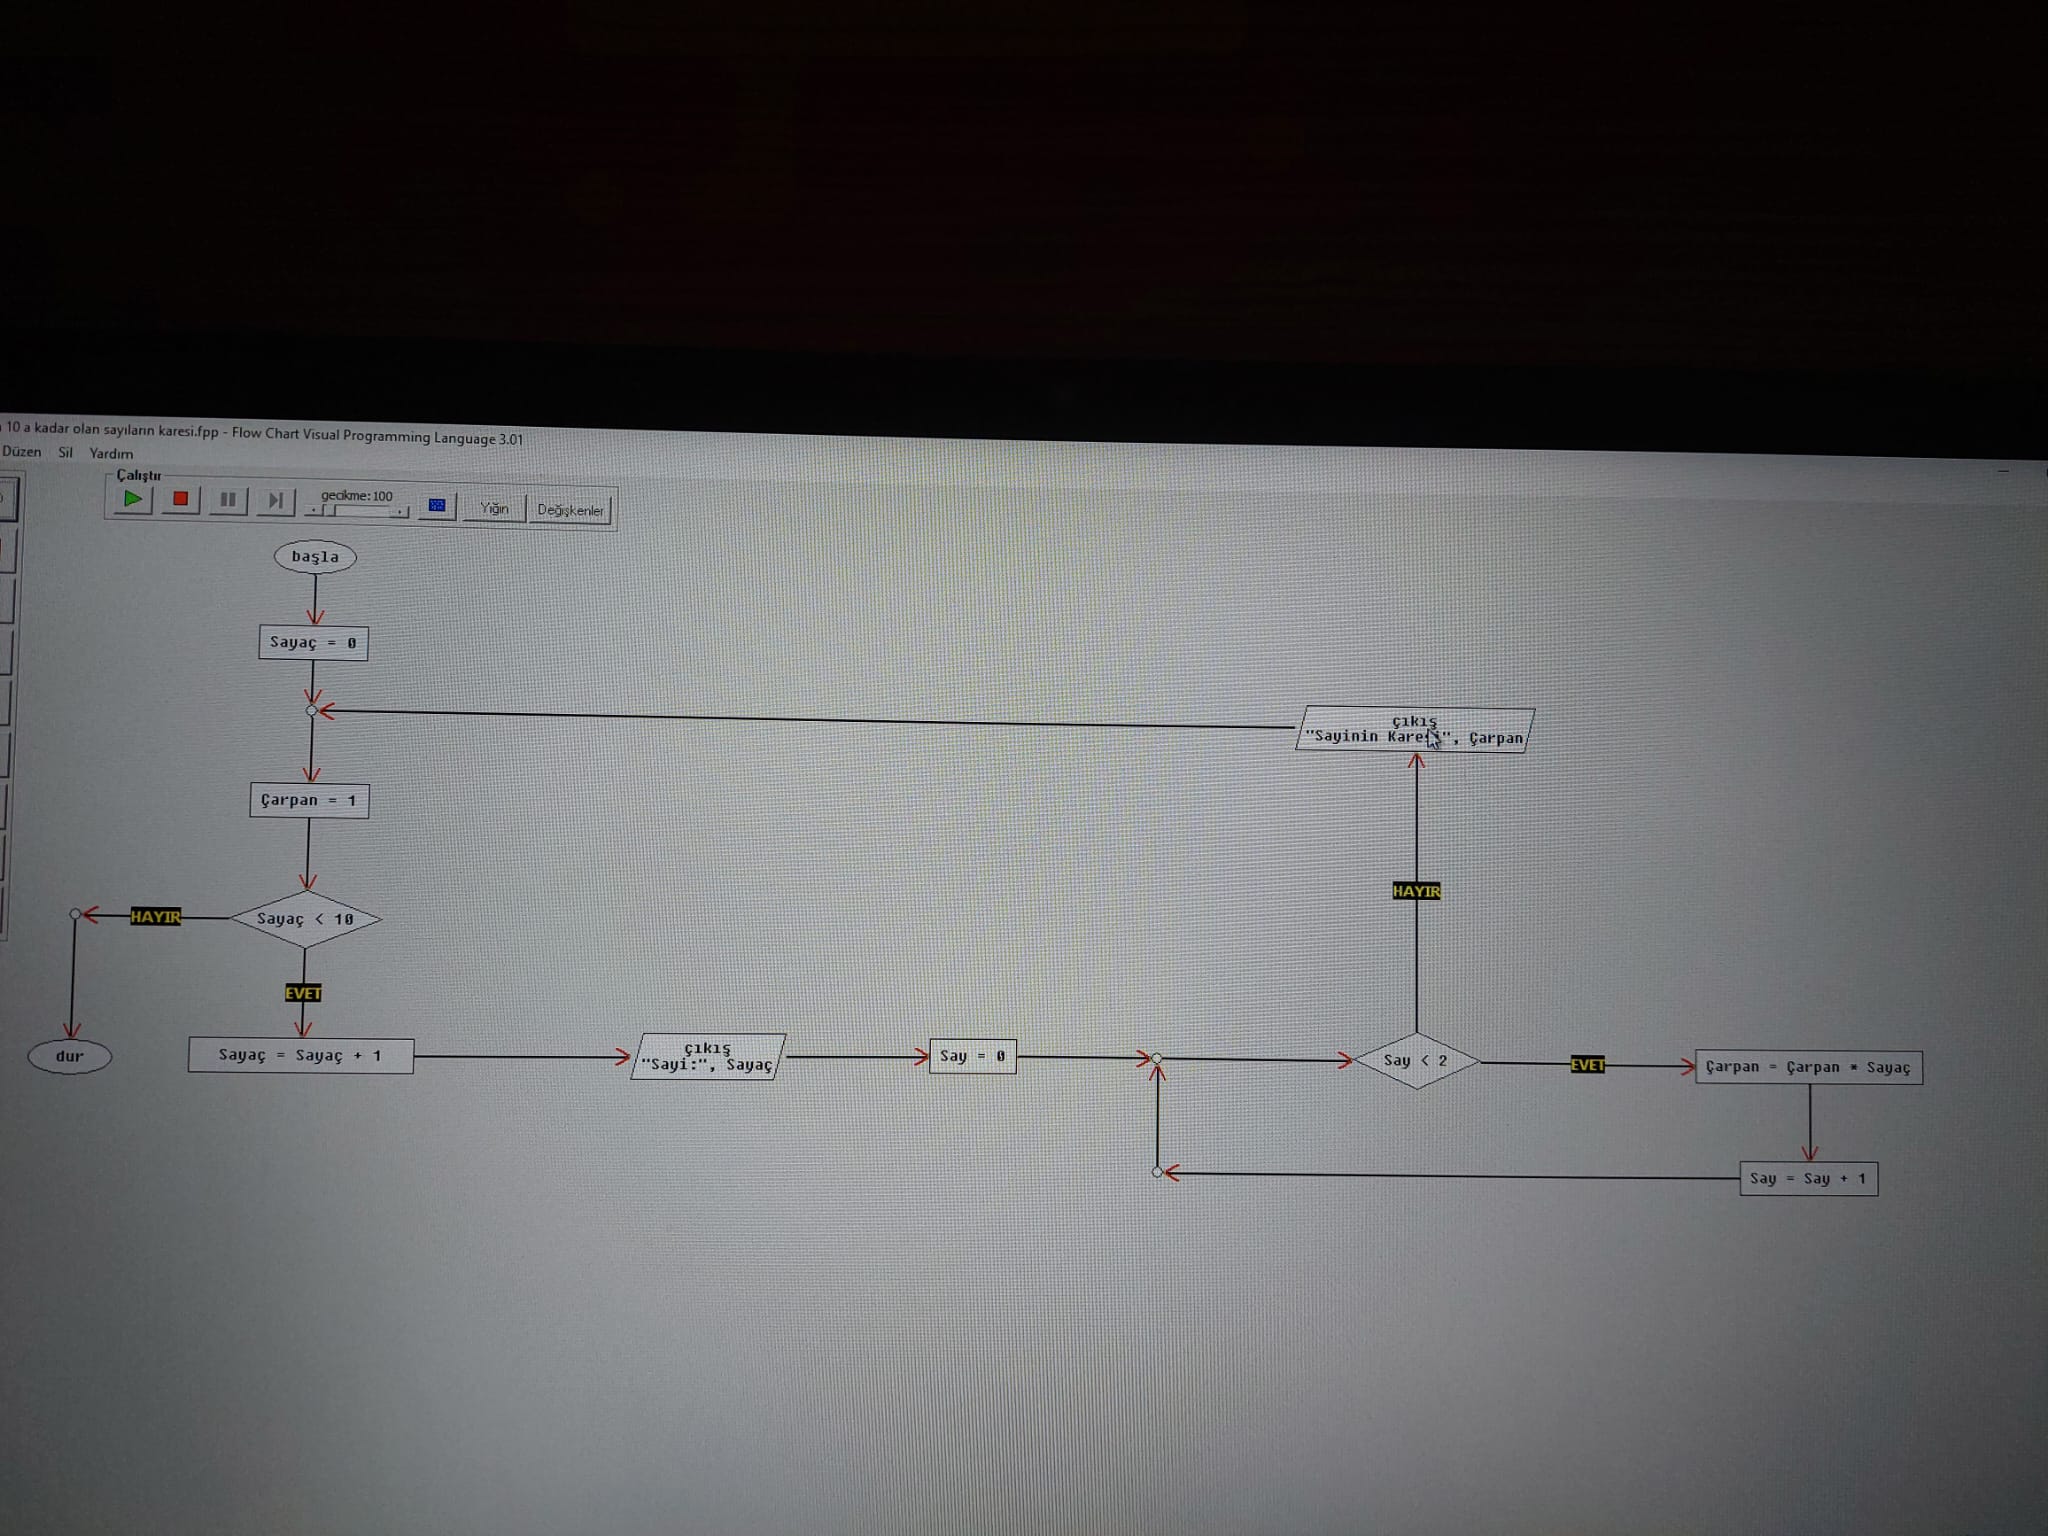 10 a kadar olan sayıların karesi.fpp - Flow Chart Visual Programming Language 3.01
Düzen Sil Yardım
Çalıştır
gecikme:100
Yığın
Değişkenler
başla
Sayaç = 0
çıkış
"Sayinin Karesi", Çarpan
Çarpan = 1
HAYIR
HAYIR
Sayaç < 10
EVET
Sayaç = Sayaç + 1
çıkış
"Sayi:", Sayaç
Say = 0
Say < 2
EVET
Çarpan = Çarpan * Sayaç
dur
Say = Say + 1